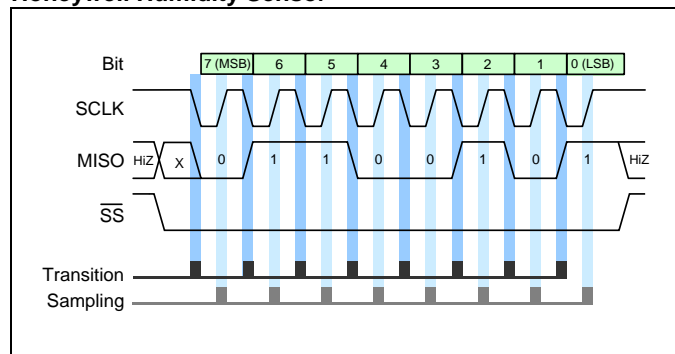 Honeywell Humidity Sensor
Bit 7 (MSB) 6 5 4 3 2 1 0 (LSB)
SCLK
MISO HiZ X 0 1 1 0 0 1 0 1 HiZ
SS
Transition
Sampling